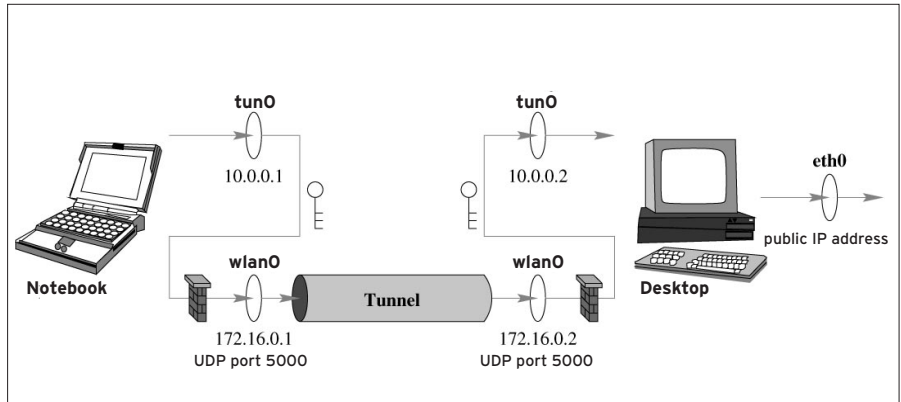 tun0
10.0.0.1
tun0
10.0.0.2
eth0
public IP address
Notebook
Desktop
wlan0
Tunnel
wlan0
172.16.0.1
UDP port 5000
172.16.0.2
UDP port 5000